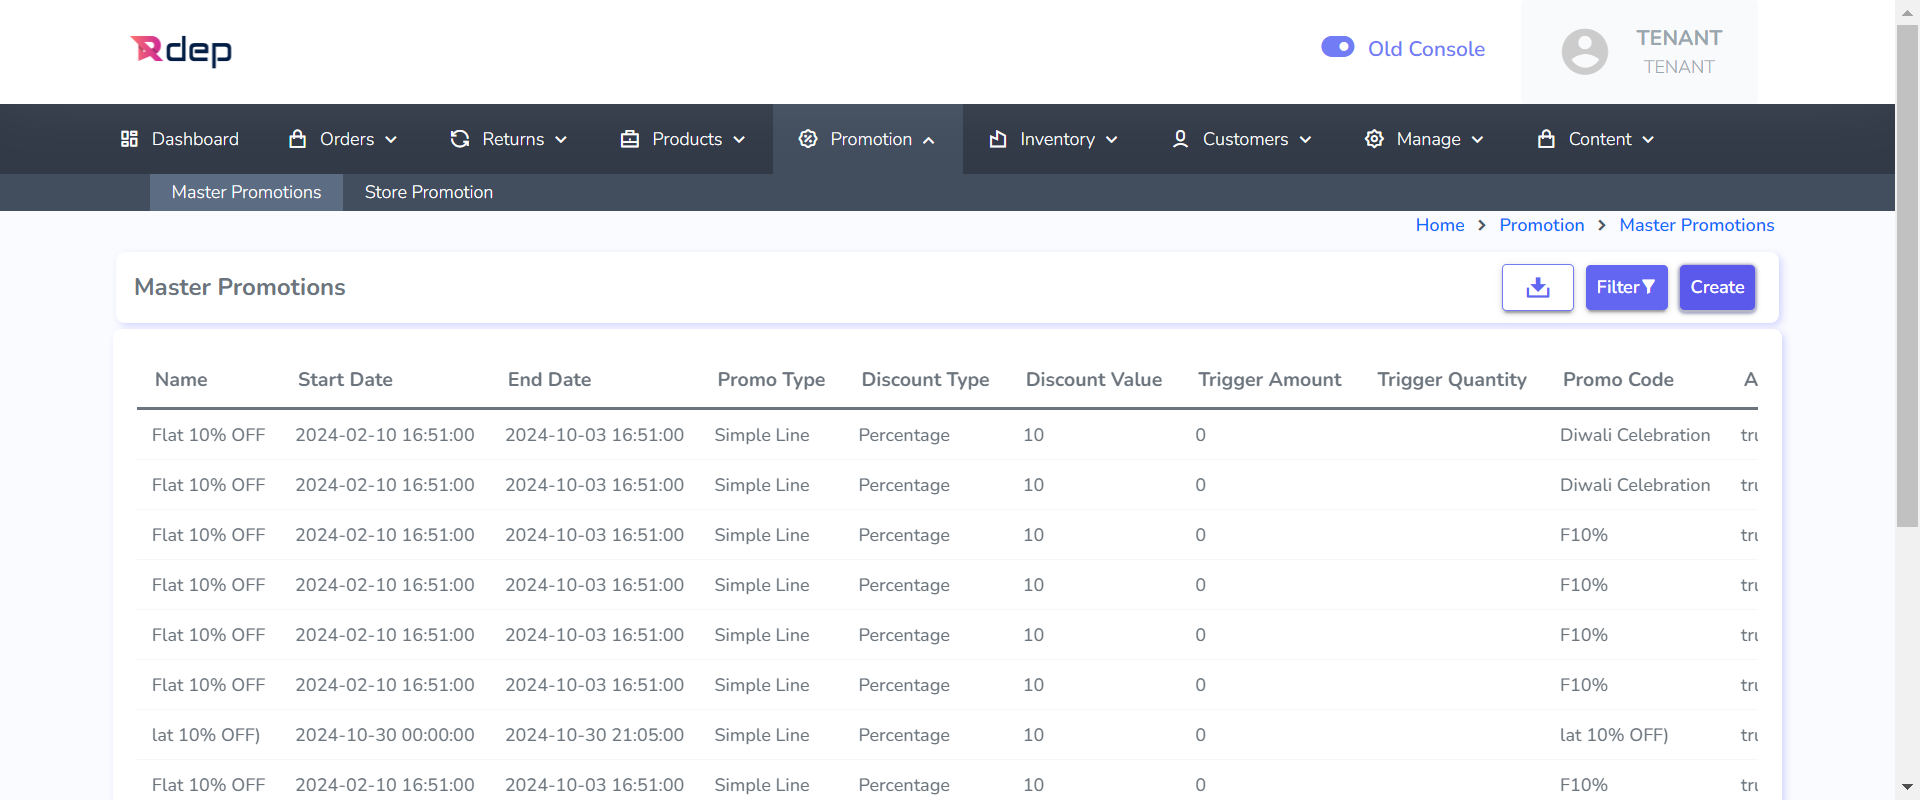 Rdep
Old Console
TENANT
TENANT
Dashboard Orders Returns Products Promotion Inventory Customers Manage Content
Master Promotions Store Promotion
Home > Promotion > Master Promotions
Master Promotions
Filter Create
Name Start Date End Date Promo Type Discount Type Discount Value Trigger Amount Trigger Quantity Promo Code A
Flat 10% OFF 2024-02-10 16:51:00 2024-10-03 16:51:00 Simple Line Percentage 10 0 Diwali Celebration tru
Flat 10% OFF 2024-02-10 16:51:00 2024-10-03 16:51:00 Simple Line Percentage 10 0 Diwali Celebration tru
Flat 10% OFF 2024-02-10 16:51:00 2024-10-03 16:51:00 Simple Line Percentage 10 0 F10% tru
Flat 10% OFF 2024-02-10 16:51:00 2024-10-03 16:51:00 Simple Line Percentage 10 0 F10% tru
Flat 10% OFF 2024-02-10 16:51:00 2024-10-03 16:51:00 Simple Line Percentage 10 0 F10% tru
Flat 10% OFF 2024-02-10 16:51:00 2024-10-03 16:51:00 Simple Line Percentage 10 0 F10% tru
lat 10% OFF) 2024-10-30 00:00:00 2024-10-30 21:05:00 Simple Line Percentage 10 0 lat 10% OFF) tru
Flat 10% OFF 2024-02-10 16:51:00 2024-10-03 16:51:00 Simple Line Percentage 10 0 F10% tru